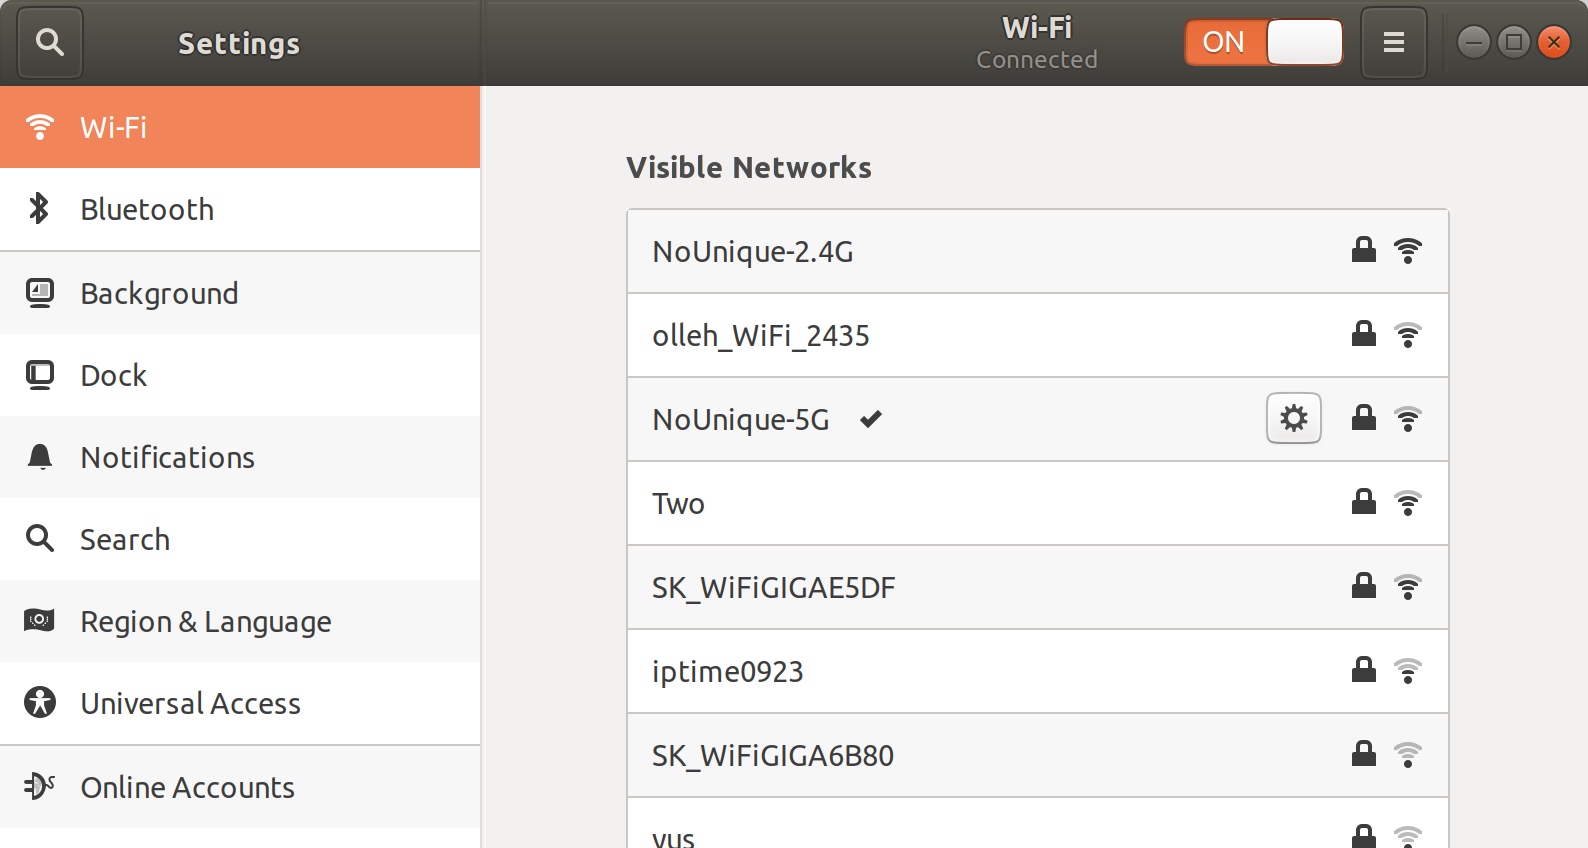 Settings
Wi-Fi
Connected
ON
Wi-Fi
Bluetooth
Background
Dock
Notifications
Search
Region & Language
Universal Access
Online Accounts
Visible Networks
NoUnique-2.4G
olleh_WiFi_2435
NoUnique-5G
Two
SK_WiFiGIGAE5DF
iptime0923
SK_WiFiGIGA6B80
vus